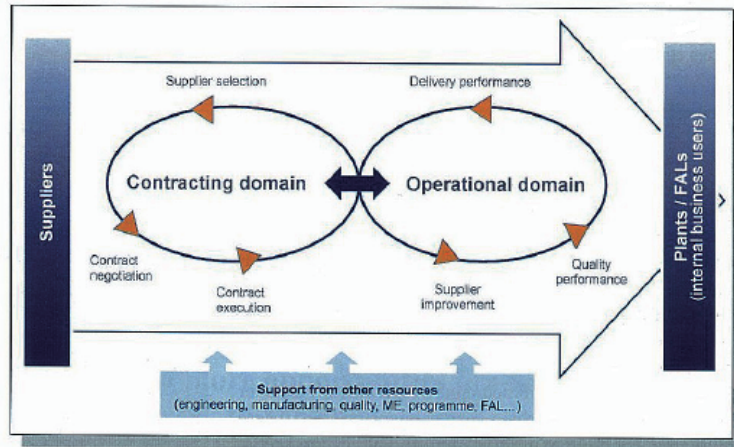 Suppliers
Supplier selection
Delivery performance
Contracting domain
Operational domain
Contract
negotiation
Contract
execution
Supplier
improvement
Quality
performance
Plants / FALs
(internal business users)
Support from other resources
(engineering, manufacturing, quality, ME, programme, FAL...)